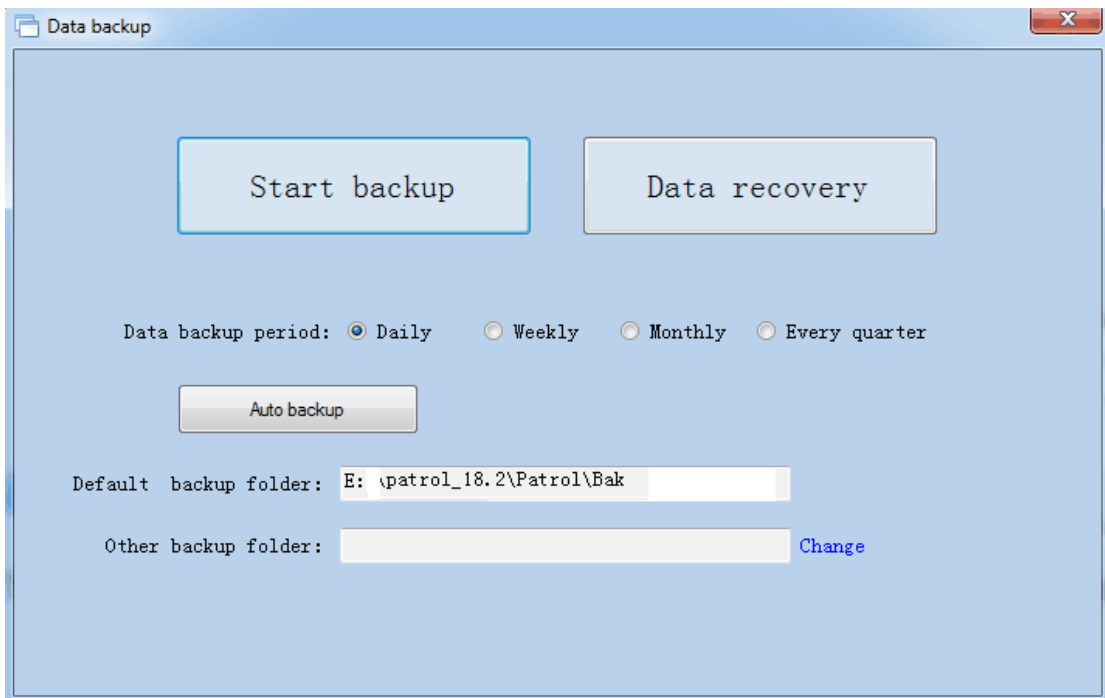 Data backup
Start backup
Data recovery
Data backup period: Daily Weekly Monthly Every quarter
Auto backup
Default backup folder: E: \patrol_18.2\Patrol\Bak
Other backup folder: Change